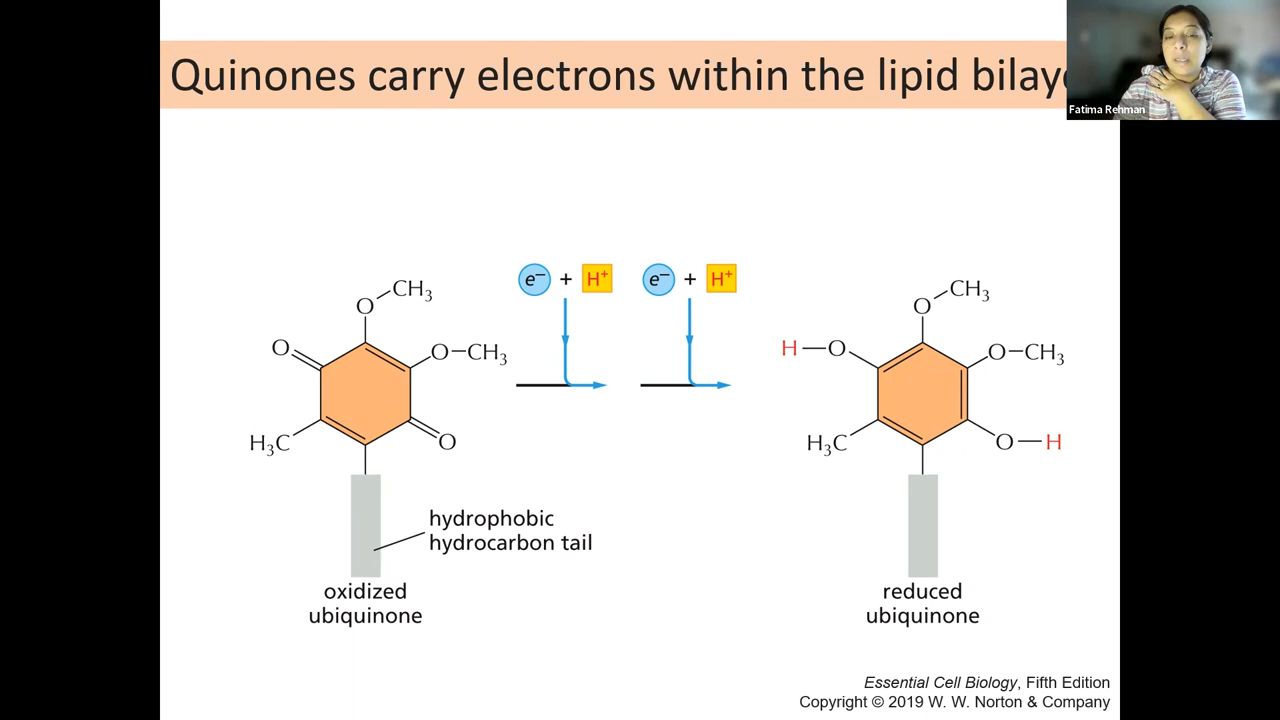 Quinones carry electrons within the lipid bilay
Fatima Rehman
e⁻ + H⁺ e⁻ + H⁺
O CH₃
O O CH₃
H₃C O
O CH₃
H O O CH₃
H₃C O H
hydrophobic
hydrocarbon tail
oxidized
ubiquinone
reduced
ubiquinone
Essential Cell Biology, Fifth Edition
Copyright © 2019 W. W. Norton & Company